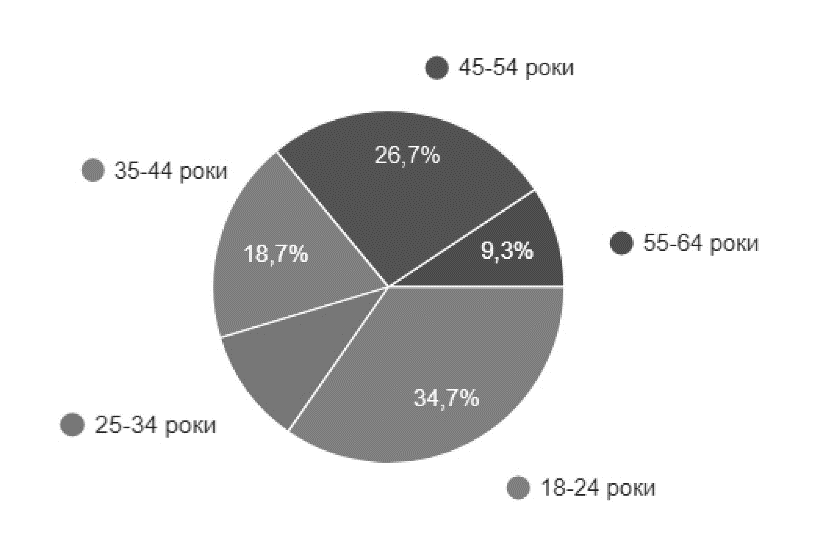 45-54 роки
26,7%
35-44 роки
55-64 роки
9,3%
18,7%
34,7%
25-34 роки
18-24 роки